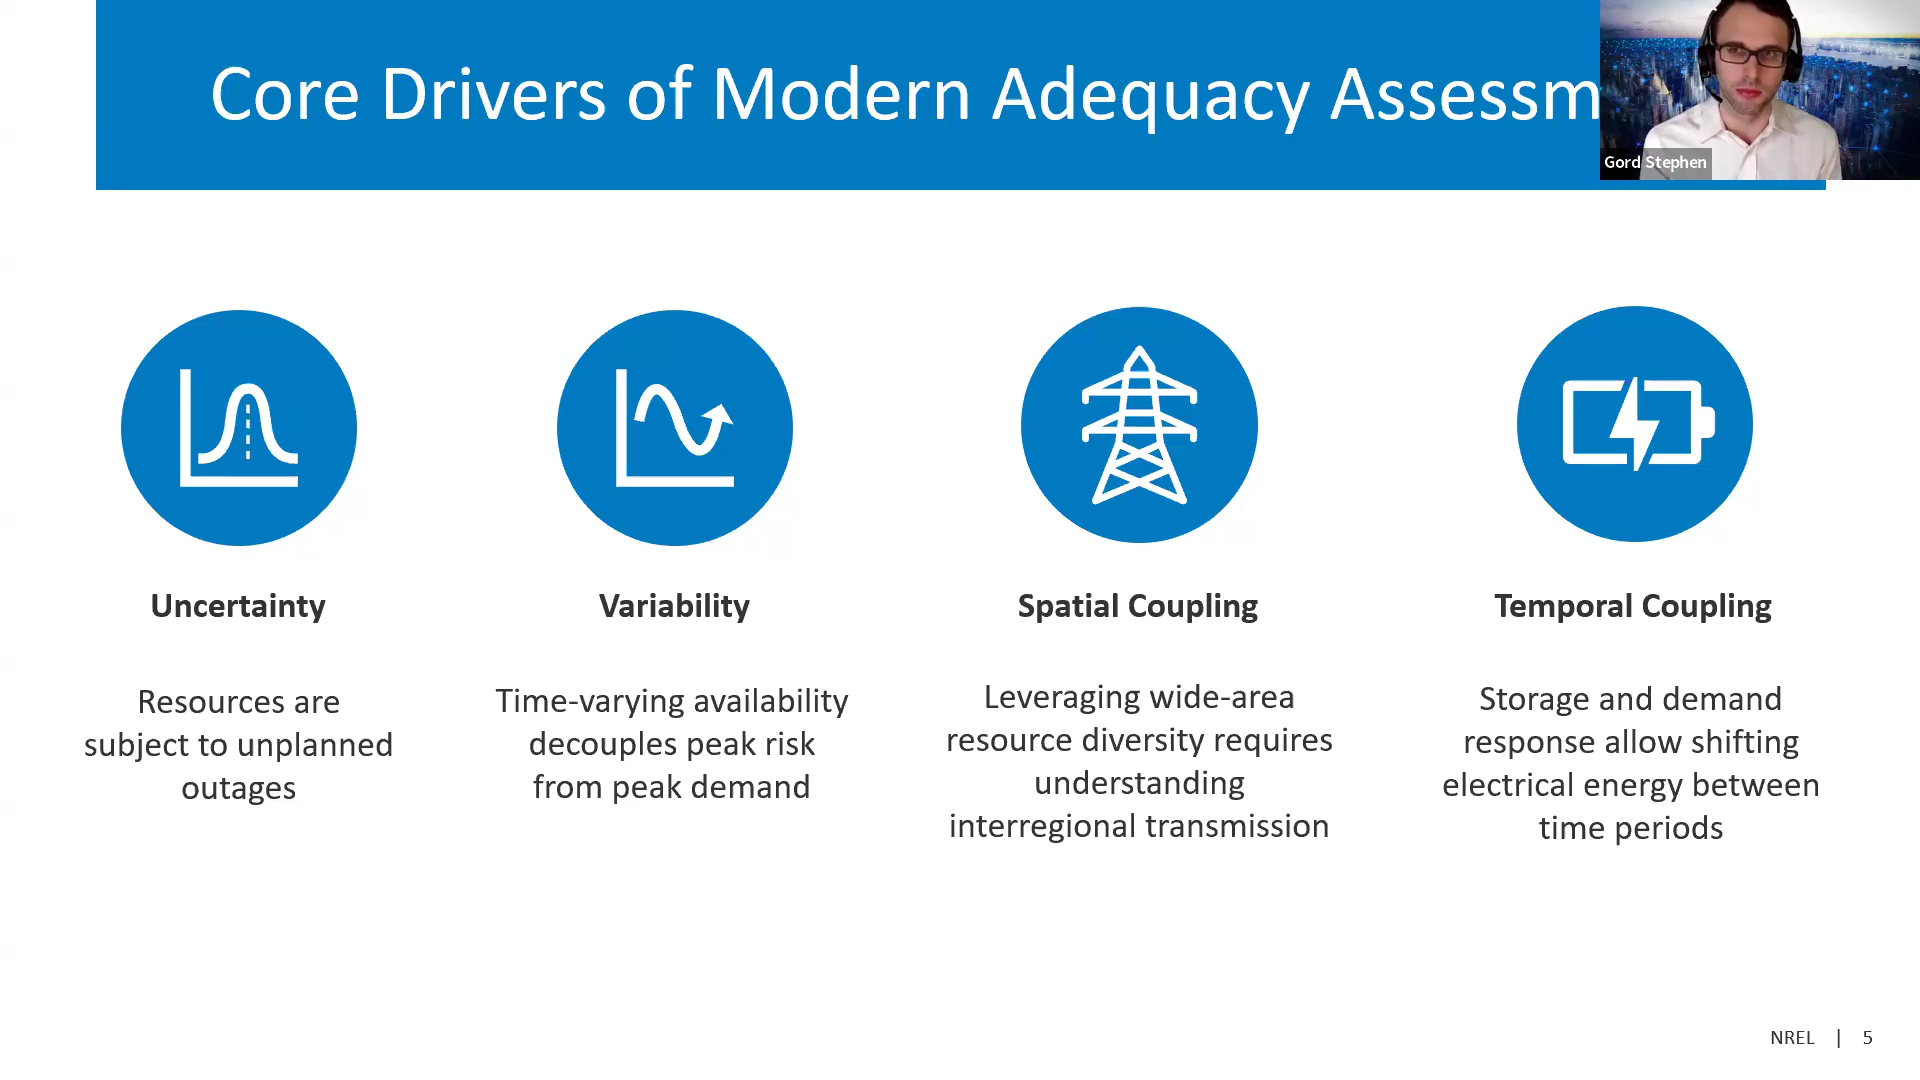 Core Drivers of Modern Adequacy Assessm
Gord Stephen
Uncertainty
Resources are
subject to unplanned
outages
Variability
Time-varying availability
decouples peak risk
from peak demand
Spatial Coupling
Leveraging wide-area
resource diversity requires
understanding
interregional transmission
Temporal Coupling
Storage and demand
response allow shifting
electrical energy between
time periods
NREL | 5